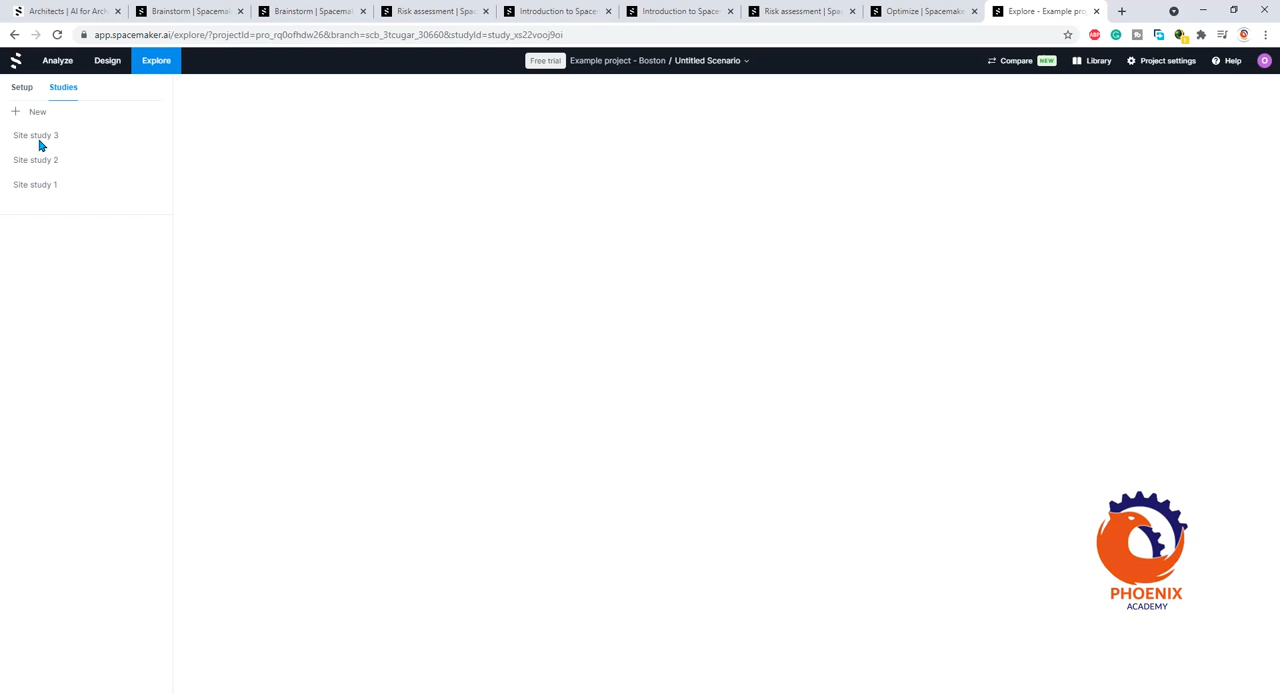 Architects | AI for Arch
Brainstorm | Spacemak
Brainstorm | Spacemak
Risk assessment | Spac
Introduction to Space
Introduction to Space
Risk assessment | Spa
Optimize | Spacemake
Explore - Example pro
app.spacemaker.ai/explore/?projectId=pro_rq0ofhdw26&branch=scb_3tcugar_30660&studyId=study_xs22vooj9oi
Analyze
Design
Explore
Free trial
Example project - Boston / Untitled Scenario
Compare
NEW
Library
Project settings
Help
O
Setup
Studies
New
Site study 3
Site study 2
Site study 1
PHOENIX
ACADEMY